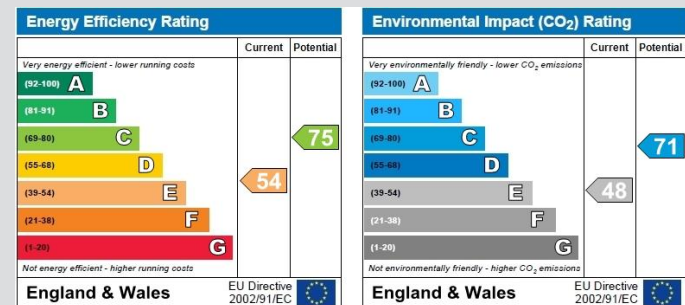 Energy Efficiency Rating
Current Potential
Very energy efficient - lower running costs
(92-100) A
(81-91) B
(69-80) C
75
(55-68) D
54
(39-54) E
(21-38) F
(1-20) G
Not energy efficient - higher running costs
England & Wales
EU Directive
2002/91/EC
Environmental Impact (CO₂) Rating
Current Potential
Very environmentally friendly - lower CO₂ emissions
(92-100) A
(81-91) B
(69-80) C
71
(55-68) D
(39-54) E
48
(21-38) F
(1-20) G
Not environmentally friendly - higher CO₂ emissions
England & Wales
EU Directive
2002/91/EC